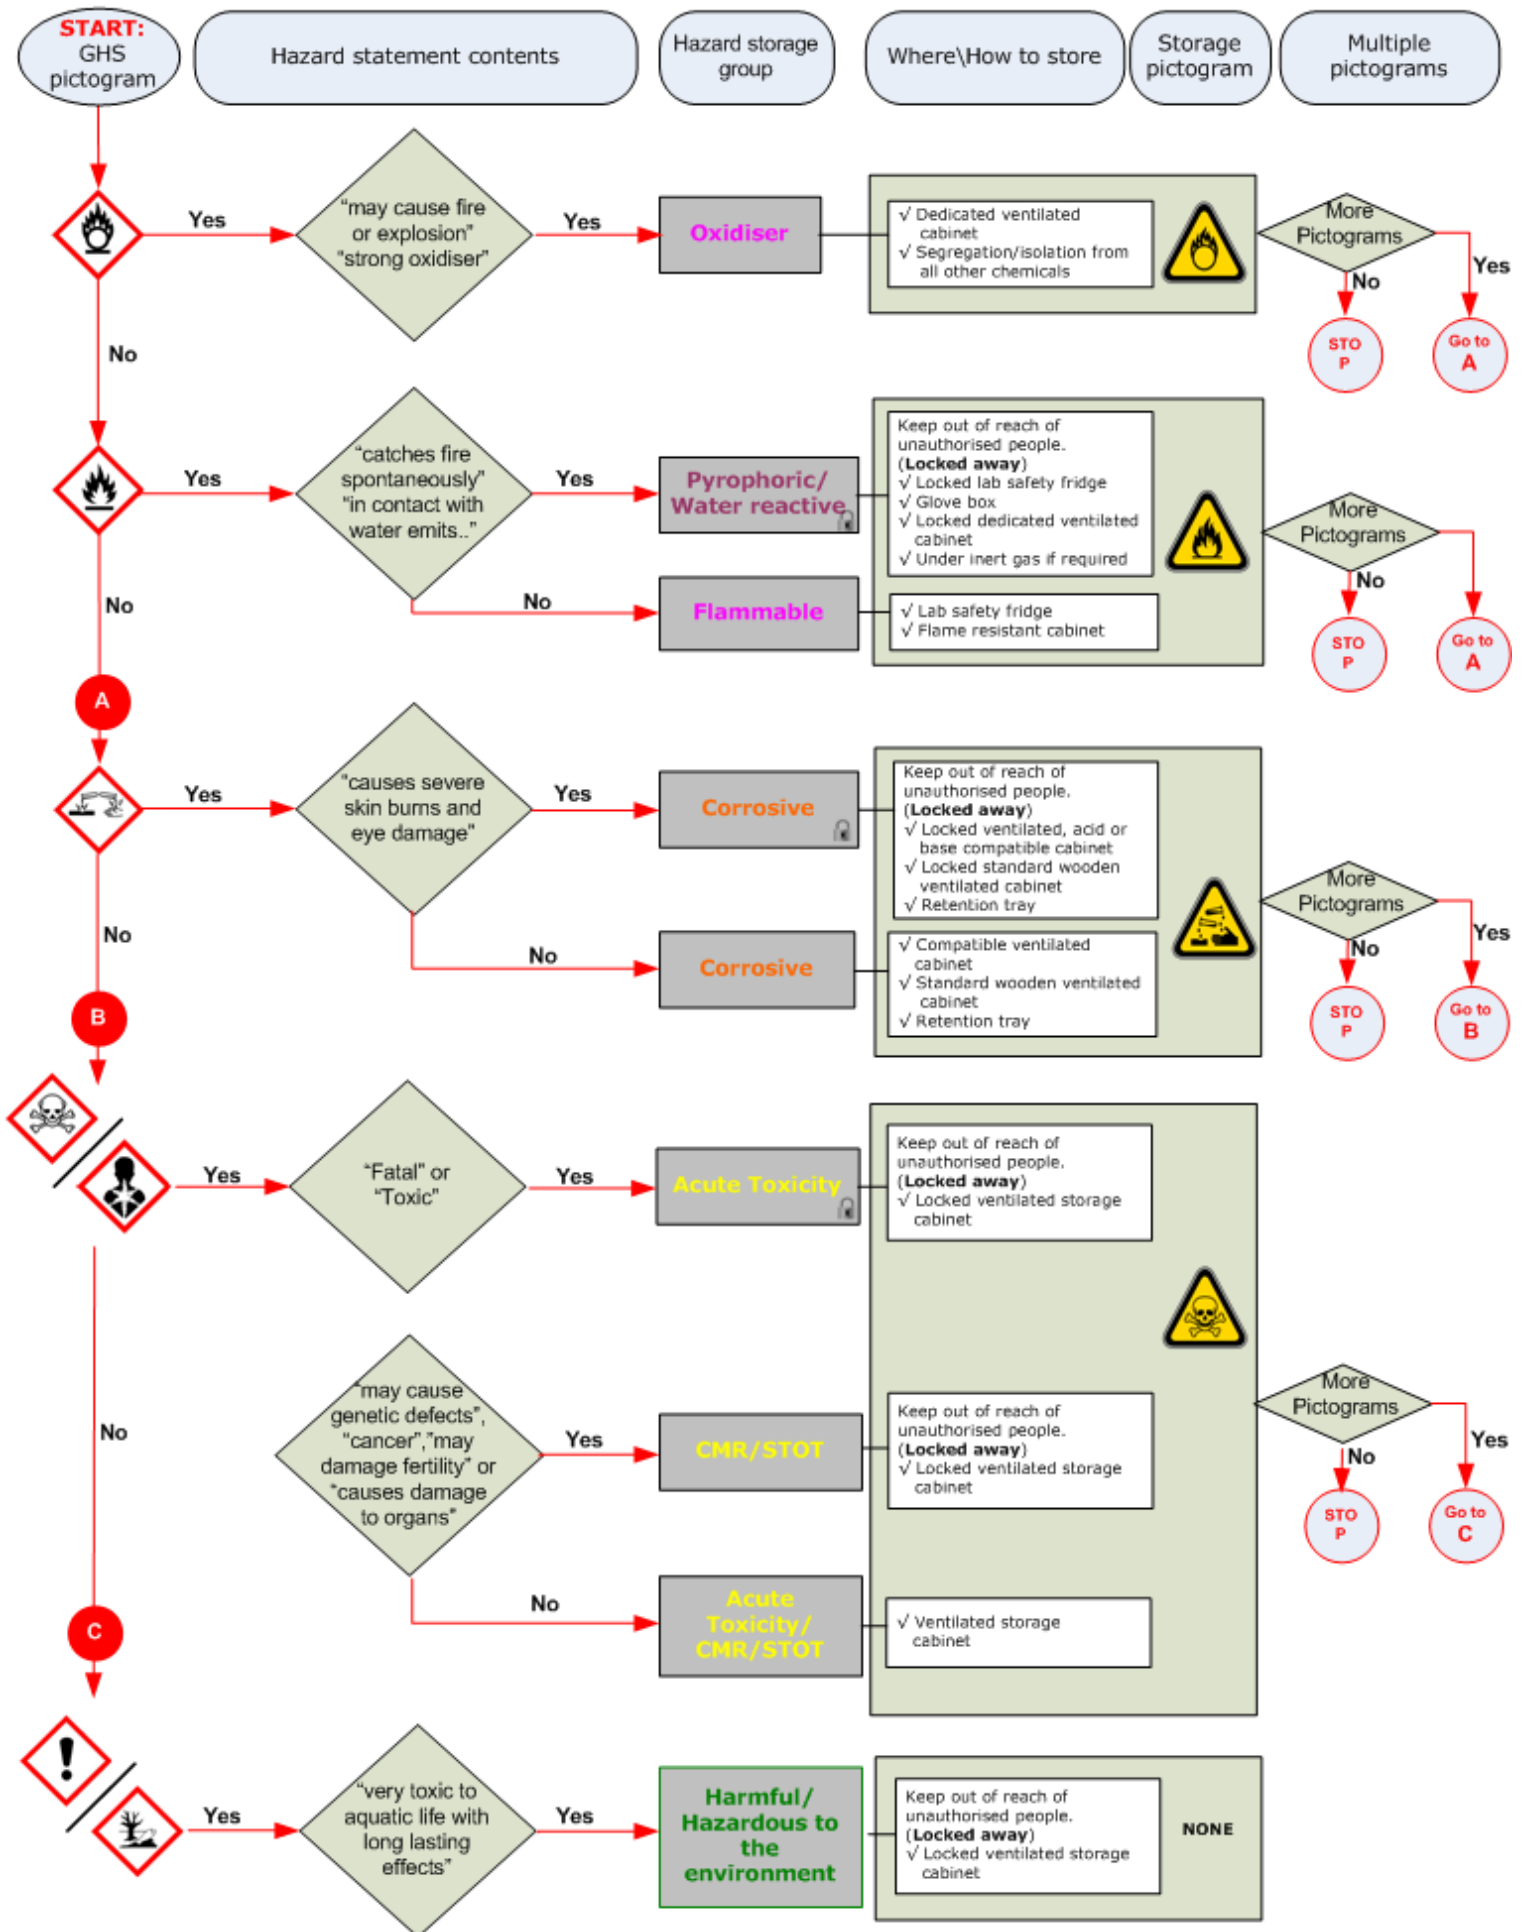 START:
GHS
pictogram
Hazard statement contents
Hazard storage
group
Where\How to store
Storage
pictogram
Multiple
pictograms
Yes
"may cause fire
or explosion"
"strong oxidiser"
Yes
Oxidiser
√ Dedicated ventilated
cabinet
√ Segregation/isolation from
all other chemicals
More
Pictograms
No
Yes
STO
P
Go to
A
No
Yes
"catches fire
spontaneously"
"in contact with
water emits.."
Yes
Pyrophoric/
Water reactive
Keep out of reach of
unauthorised people.
(Locked away)
√ Locked lab safety fridge
√ Glove box
√ Locked dedicated ventilated
cabinet
√ Under inert gas if required
No
Flammable
√ Lab safety fridge
√ Flame resistant cabinet
More
Pictograms
No
STO
P
Go to
A
No
A
Yes
"causes severe
skin burns and
eye damage"
Yes
Corrosive
Keep out of reach of
unauthorised people.
(Locked away)
√ Locked ventilated, acid or
base compatible cabinet
√ Locked standard wooden
ventilated cabinet
√ Retention tray
No
Corrosive
√ Compatible ventilated
cabinet
√ Standard wooden ventilated
cabinet
√ Retention tray
More
Pictograms
No
Yes
STO
P
Go to
B
No
B
Yes
"Fatal" or
"Toxic"
Yes
Acute Toxicity
Keep out of reach of
unauthorised people.
(Locked away)
√ Locked ventilated storage
cabinet
"may cause
genetic defects",
"cancer","may
damage fertility" or
"causes damage
to organs"
Yes
CMR/STOT
Keep out of reach of
unauthorised people.
(Locked away)
√ Locked ventilated storage
cabinet
No
Acute
Toxicity/
CMR/STOT
√ Ventilated storage
cabinet
More
Pictograms
No
Yes
STO
P
Go to
C
No
C
Yes
"very toxic to
aquatic life with
long lasting
effects"
Yes
Harmful/
Hazardous to
the
environment
Keep out of reach of
unauthorised people.
(Locked away)
√ Locked ventilated storage
cabinet
NONE